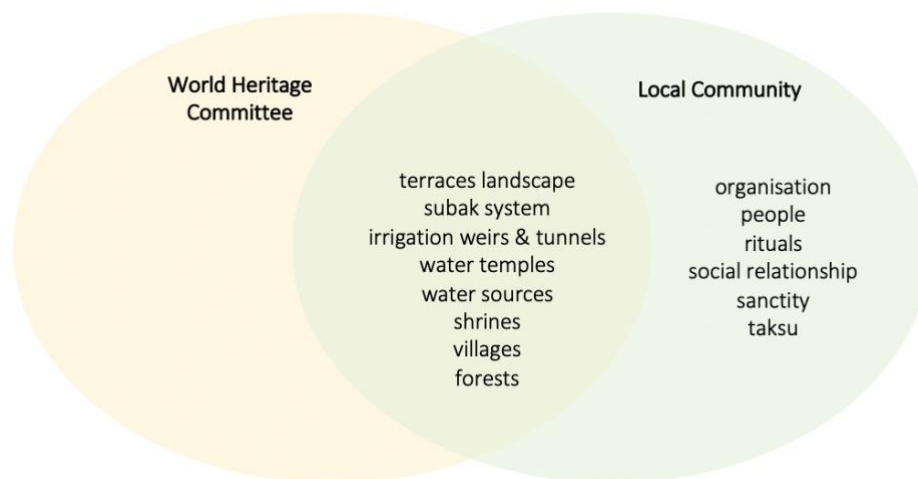 World Heritage
Committee
Local Community
terraces landscape
subak system
irrigation weirs & tunnels
water temples
water sources
shrines
villages
forests
organisation
people
rituals
social relationship
sanctity
taksu